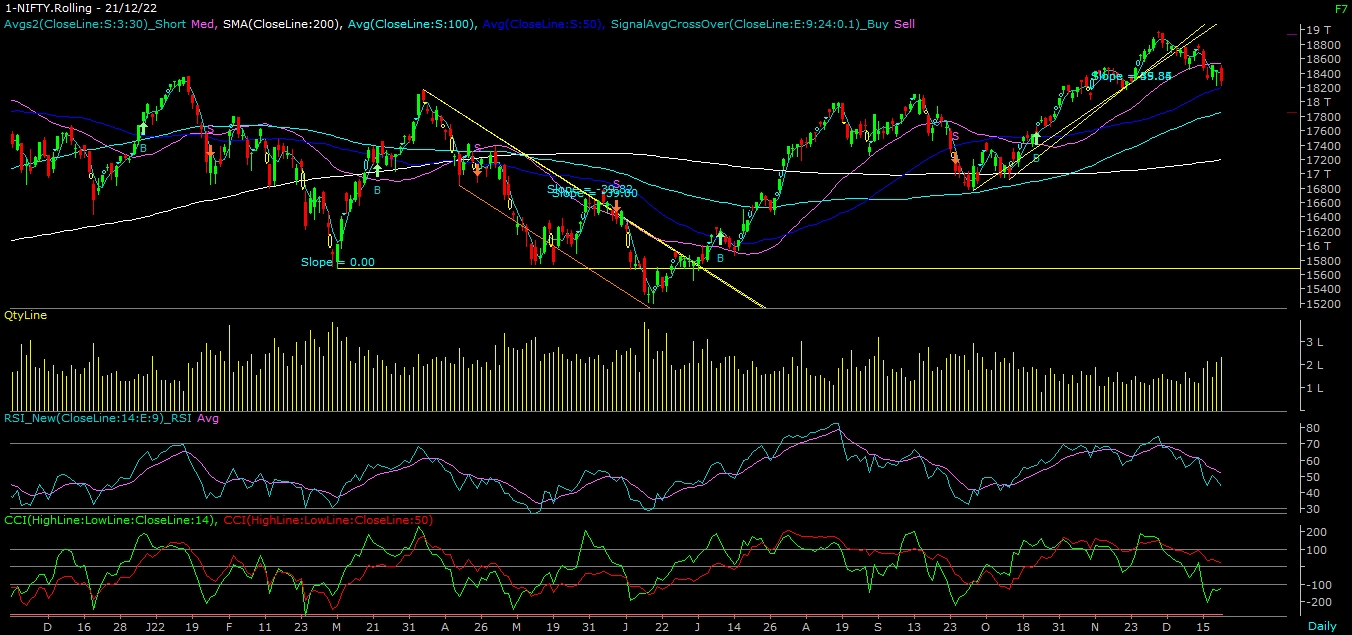 1-NIFTY.Rolling - 21/12/22
F7
Avgs2(CloseLine:S:3:30)_Short Med, SMA(CloseLine:200), Avg(CloseLine:S:100), Avg(CloseLine:S:50), SignalAvgCrossOver(CloseLine:E:9:24:0.1)_Buy Sell
19 T
18800
18600
18400
18200
18 T
17800
17600
17400
17200
17 T
16800
16600
16400
16200
16 T
15800
15600
15400
15200
B
S
B
S
S
B
S
B
Slope = 0.00
Slope = -39.00
QtyLine
3 L
2 L
1 L
RSI_New(CloseLine:14:E:9)_RSI Avg
80
70
60
50
40
30
CCI(HighLine:LowLine:CloseLine:14), CCI(HighLine:LowLine:CloseLine:50)
200
100
-100
-200
D 16 28 J22 19 F 11 23 M 21 31 A 26 M 19 31 J 22 J 14 26 A 19 S 13 23 O 18 31 N 23 D 15
Daily